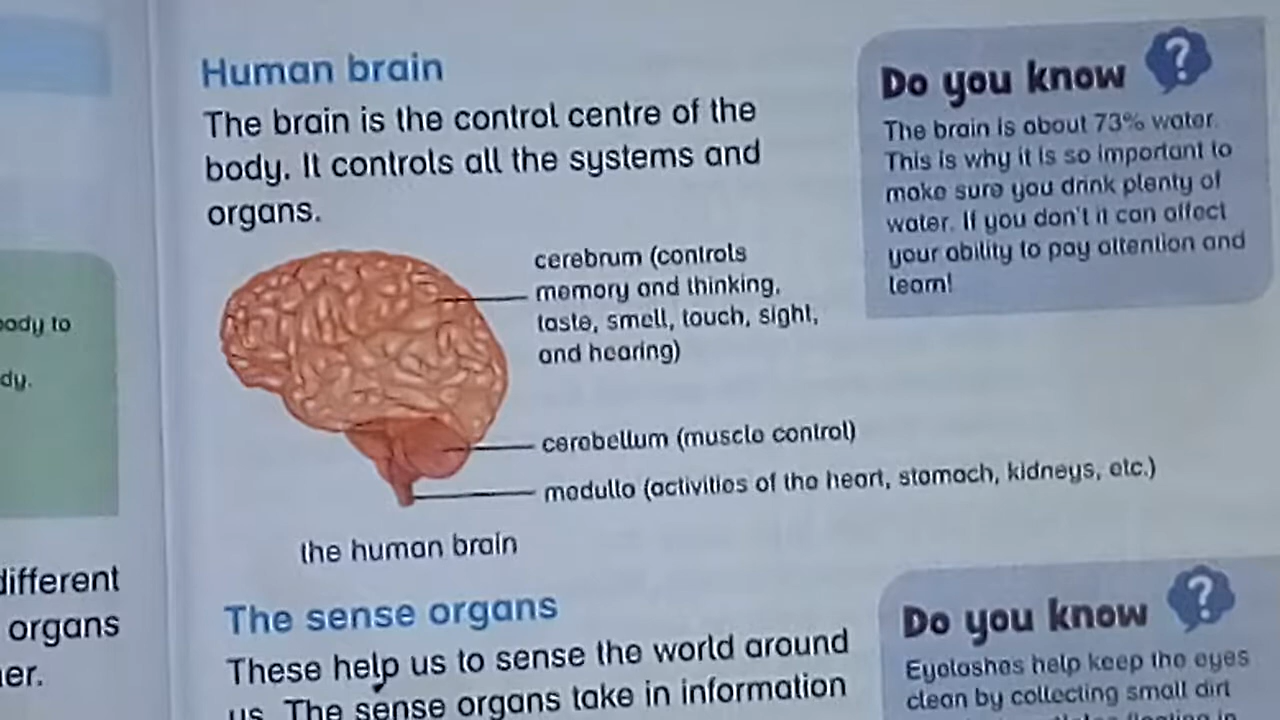 Human brain
The brain is the control centre of the
body. It controls all the systems and
organs.
cerebrum (controls
memory and thinking,
taste, smell, touch, sight,
and hearing)
cerebellum (muscle control)
medulla (activities of the heart, stomach, kidneys, etc.)
the human brain
The sense organs
These help us to sense the world around
us. The sense organs take in information
Do you know
?
The brain is about 73% water.
This is why it is so important to
make sure you drink plenty of
water. If you don't it can affect
your ability to pay attention and
learn!
Do you know
?
Eyelashes help keep the eyes
clean by collecting small dirt
body to
dy.
different
organs
er.